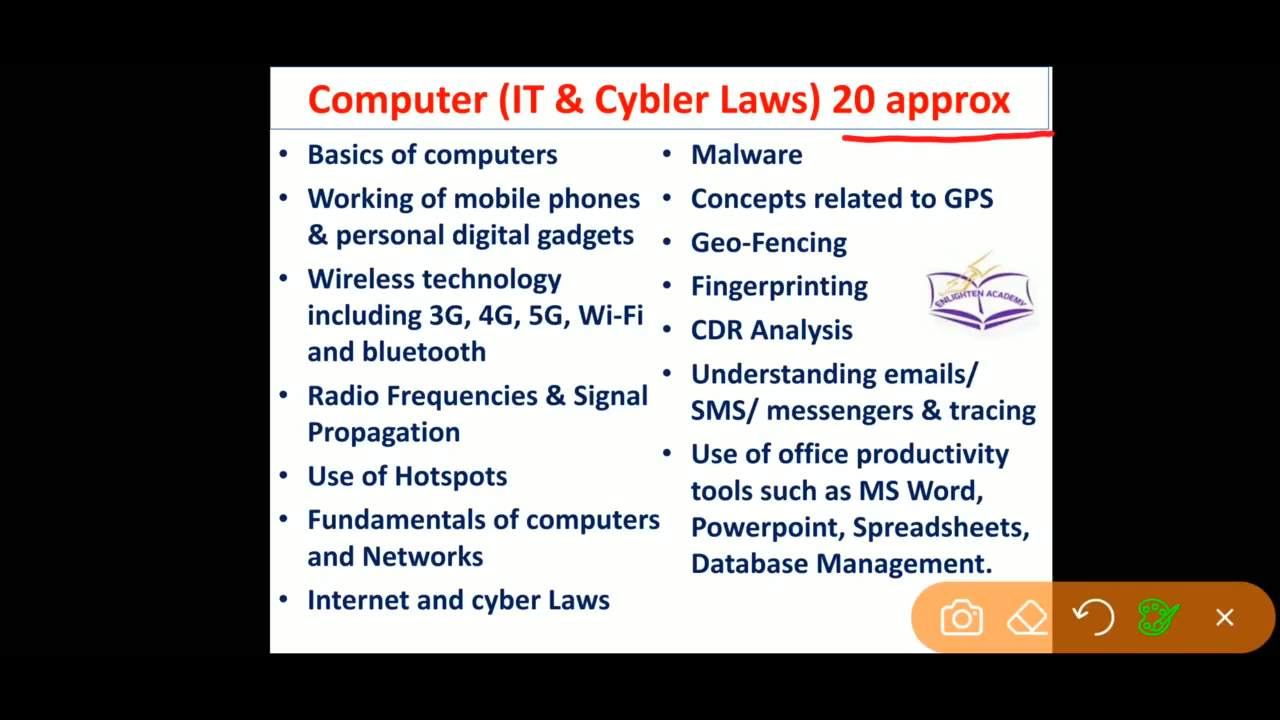 Computer (IT & Cybler Laws) 20 approx
• Basics of computers
• Working of mobile phones
& personal digital gadgets
• Wireless technology
including 3G, 4G, 5G, Wi-Fi
and bluetooth
• Radio Frequencies & Signal
Propagation
• Use of Hotspots
• Fundamentals of computers
and Networks
• Internet and cyber Laws
• Malware
• Concepts related to GPS
• Geo-Fencing
• Fingerprinting
• CDR Analysis
• Understanding emails/
SMS/ messengers & tracing
• Use of office productivity
tools such as MS Word,
Powerpoint, Spreadsheets,
Database Management.
ENLIGHTEN ACADEMY